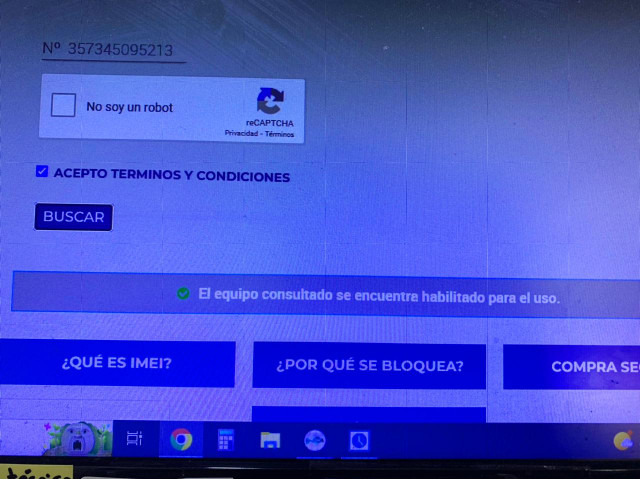 Nº 357345095213
No soy un robot
reCAPTCHA
Privacidad - Términos
ACEPTO TERMINOS Y CONDICIONES
BUSCAR
El equipo consultado se encuentra habilitado para el uso.
¿QUÉ ES IMEI?
¿POR QUÉ SE BLOQUEA?
COMPRA SE